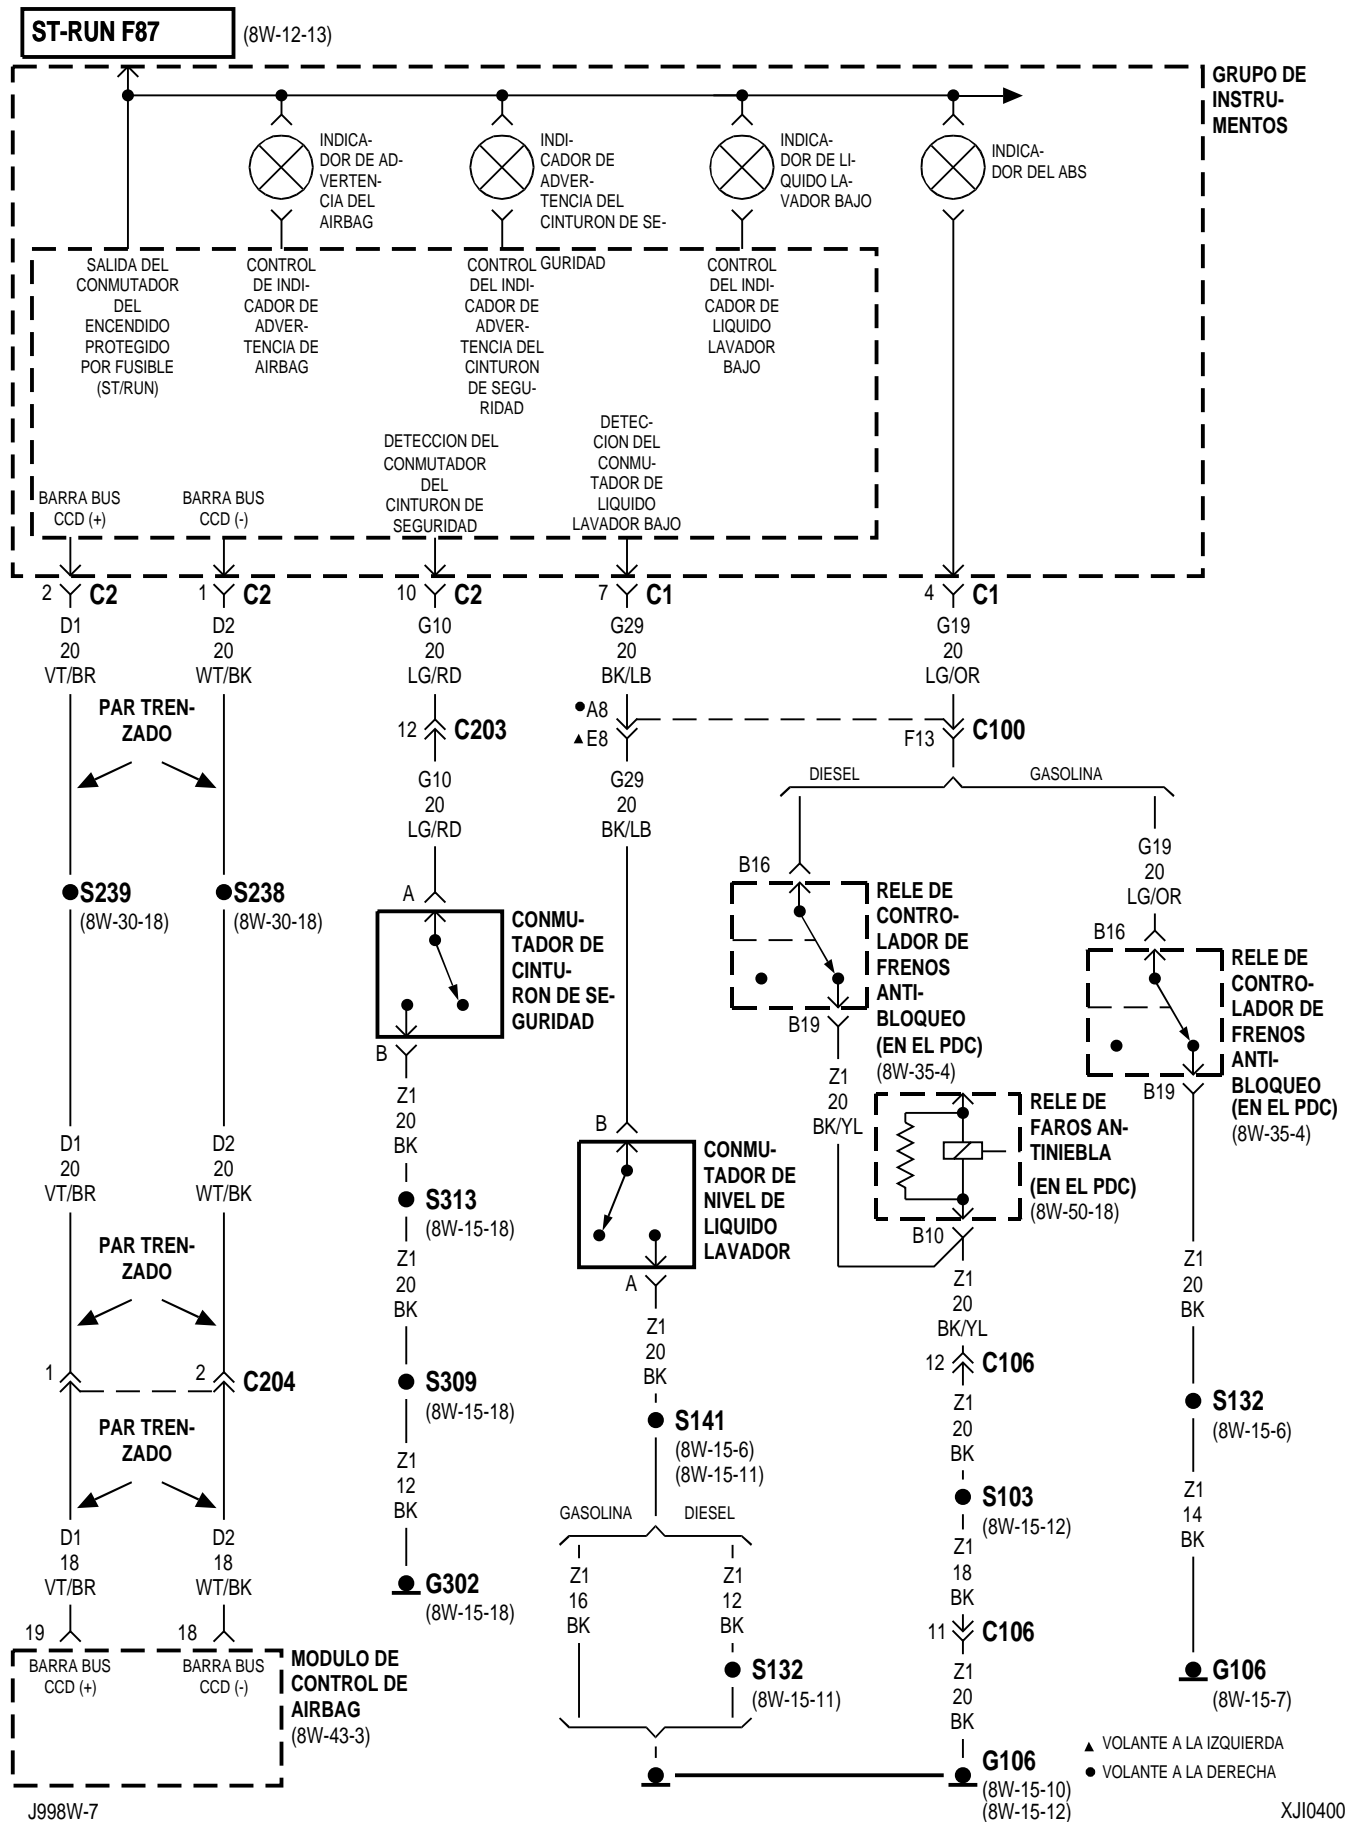 ST-RUN F87
(8W-12-13)
GRUPO DE
INSTRU-
MENTOS
INDICA-
DOR DE AD-
VERTEN-
CIA DEL
AIRBAG
INDI-
CADOR DE
ADVER-
TENCIA DEL
CINTURON DE SE-
GURIDAD
INDICA-
DOR DE LI-
QUIDO LA-
VADOR BAJO
INDICA-
DOR DEL ABS
SALIDA DEL
CONMUTADOR
DEL
ENCENDIDO
PROTEGIDO
POR FUSIBLE
(ST/RUN)
CONTROL
DE INDI-
CADOR DE
ADVER-
TENCIA DE
AIRBAG
CONTROL
DEL INDI-
CADOR DE
ADVER-
TENCIA DEL
CINTURON
DE SEGU-
RIDAD
CONTROL
DEL INDI-
CADOR DE
LIQUIDO
LAVADOR
BAJO
BARRA BUS
CCD (+)
BARRA BUS
CCD (-)
DETECCION DEL
CONMUTADOR
DEL
CINTURON DE
SEGURIDAD
DETEC-
CION DEL
CONMU-
TADOR DE
LIQUIDO
LAVADOR BAJO
2 C2
1 C2
10 C2
7 C1
4 C1
D1
20
VT/BR
D2
20
WT/BK
G10
20
LG/RD
G29
20
BK/LB
G19
20
LG/OR
PAR TREN-
ZADO
12 C203
●A8
▲E8
F13 C100
G10
20
LG/RD
G29
20
BK/LB
DIESEL
GASOLINA
G19
20
LG/OR
S239
(8W-30-18)
S238
(8W-30-18)
A
CONMU-
TADOR DE
CINTU-
RON DE SE-
GURIDAD
B
B16
RELE DE
CONTRO-
LADOR DE
FRENOS
ANTI-
BLOQUEO
(EN EL PDC)
(8W-35-4)
B19
B16
RELE DE
CONTRO-
LADOR DE
FRENOS
ANTI-
BLOQUEO
(EN EL PDC)
(8W-35-4)
B19
Z1
20
BK
Z1
20
BK/YL
RELE DE
FAROS AN-
TINIEBLA
(EN EL PDC)
(8W-50-18)
B10
D1
20
VT/BR
D2
20
WT/BK
S313
(8W-15-18)
B
CONMU-
TADOR DE
NIVEL DE
LIQUIDO
LAVADOR
A
PAR TREN-
ZADO
Z1
20
BK
Z1
20
BK
Z1
20
BK/YL
Z1
20
BK
1
2
C204
S309
(8W-15-18)
12 C106
S132
(8W-15-6)
PAR TREN-
ZADO
Z1
12
BK
S141
(8W-15-6)
(8W-15-11)
Z1
20
BK
S103
(8W-15-12)
Z1
14
BK
GASOLINA
DIESEL
D1
18
VT/BR
D2
18
WT/BK
G302
(8W-15-18)
Z1
16
BK
Z1
12
BK
Z1
18
BK
11 C106
19
18
BARRA BUS
CCD (+)
BARRA BUS
CCD (-)
MODULO DE
CONTROL DE
AIRBAG
(8W-43-3)
S132
(8W-15-11)
Z1
20
BK
G106
(8W-15-7)
G106
(8W-15-10)
(8W-15-12)
▲ VOLANTE A LA IZQUIERDA
● VOLANTE A LA DERECHA
J998W-7
XJI0400